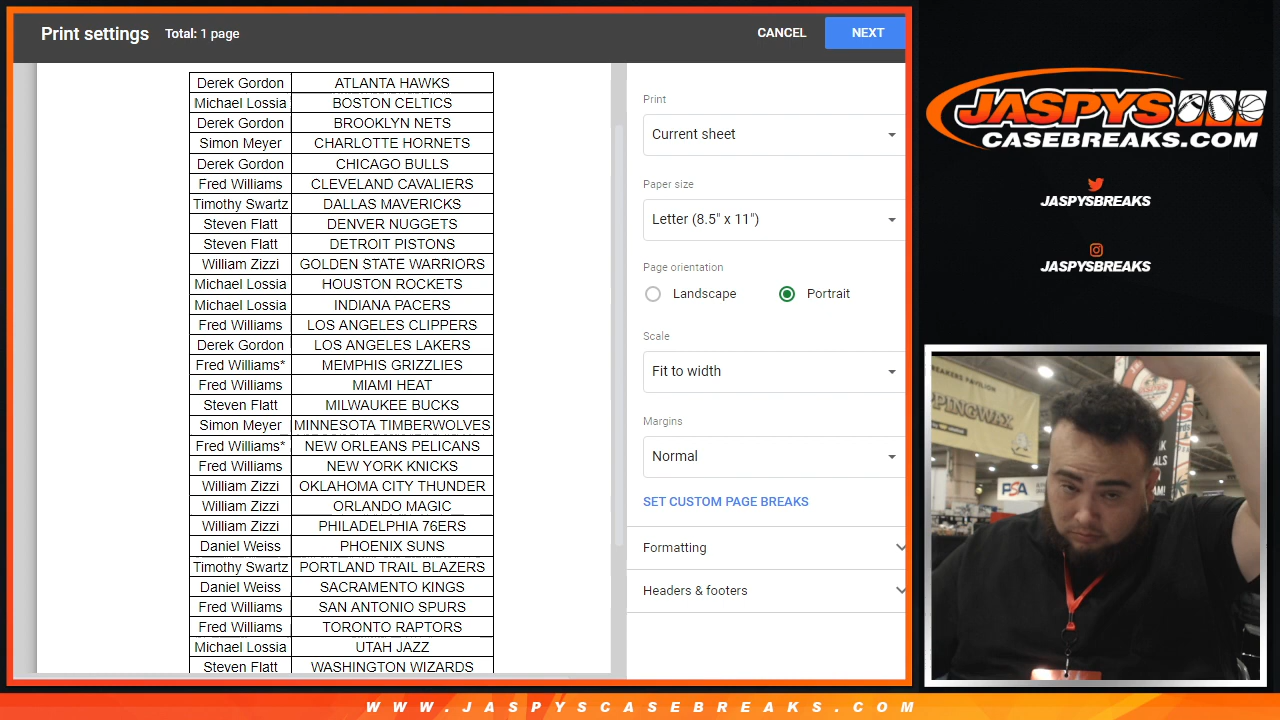 Print settings Total: 1 page CANCEL NEXT
Derek Gordon ATLANTA HAWKS
Michael Lossia BOSTON CELTICS
Derek Gordon BROOKLYN NETS
Simon Meyer CHARLOTTE HORNETS
Derek Gordon CHICAGO BULLS
Fred Williams CLEVELAND CAVALIERS
Timothy Swartz DALLAS MAVERICKS
Steven Flatt DENVER NUGGETS
Steven Flatt DETROIT PISTONS
William Zizzi GOLDEN STATE WARRIORS
Michael Lossia HOUSTON ROCKETS
Michael Lossia INDIANA PACERS
Fred Williams LOS ANGELES CLIPPERS
Derek Gordon LOS ANGELES LAKERS
Fred Williams* MEMPHIS GRIZZLIES
Fred Williams MIAMI HEAT
Steven Flatt MILWAUKEE BUCKS
Simon Meyer MINNESOTA TIMBERWOLVES
Fred Williams* NEW ORLEANS PELICANS
Fred Williams NEW YORK KNICKS
William Zizzi OKLAHOMA CITY THUNDER
William Zizzi ORLANDO MAGIC
William Zizzi PHILADELPHIA 76ERS
Daniel Weiss PHOENIX SUNS
Timothy Swartz PORTLAND TRAIL BLAZERS
Daniel Weiss SACRAMENTO KINGS
Fred Williams SAN ANTONIO SPURS
Fred Williams TORONTO RAPTORS
Michael Lossia UTAH JAZZ
Steven Flatt WASHINGTON WIZARDS
Print
Current sheet
Paper size
Letter (8.5" x 11")
Page orientation
Landscape Portrait
Scale
Fit to width
Margins
Normal
SET CUSTOM PAGE BREAKS
Formatting
Headers & footers
JASPYS
CASEBREAKS.COM
JASPYSBREAKS
JASPYSBREAKS
PSA
WWW.JASPYSCASEBREAKS.COM